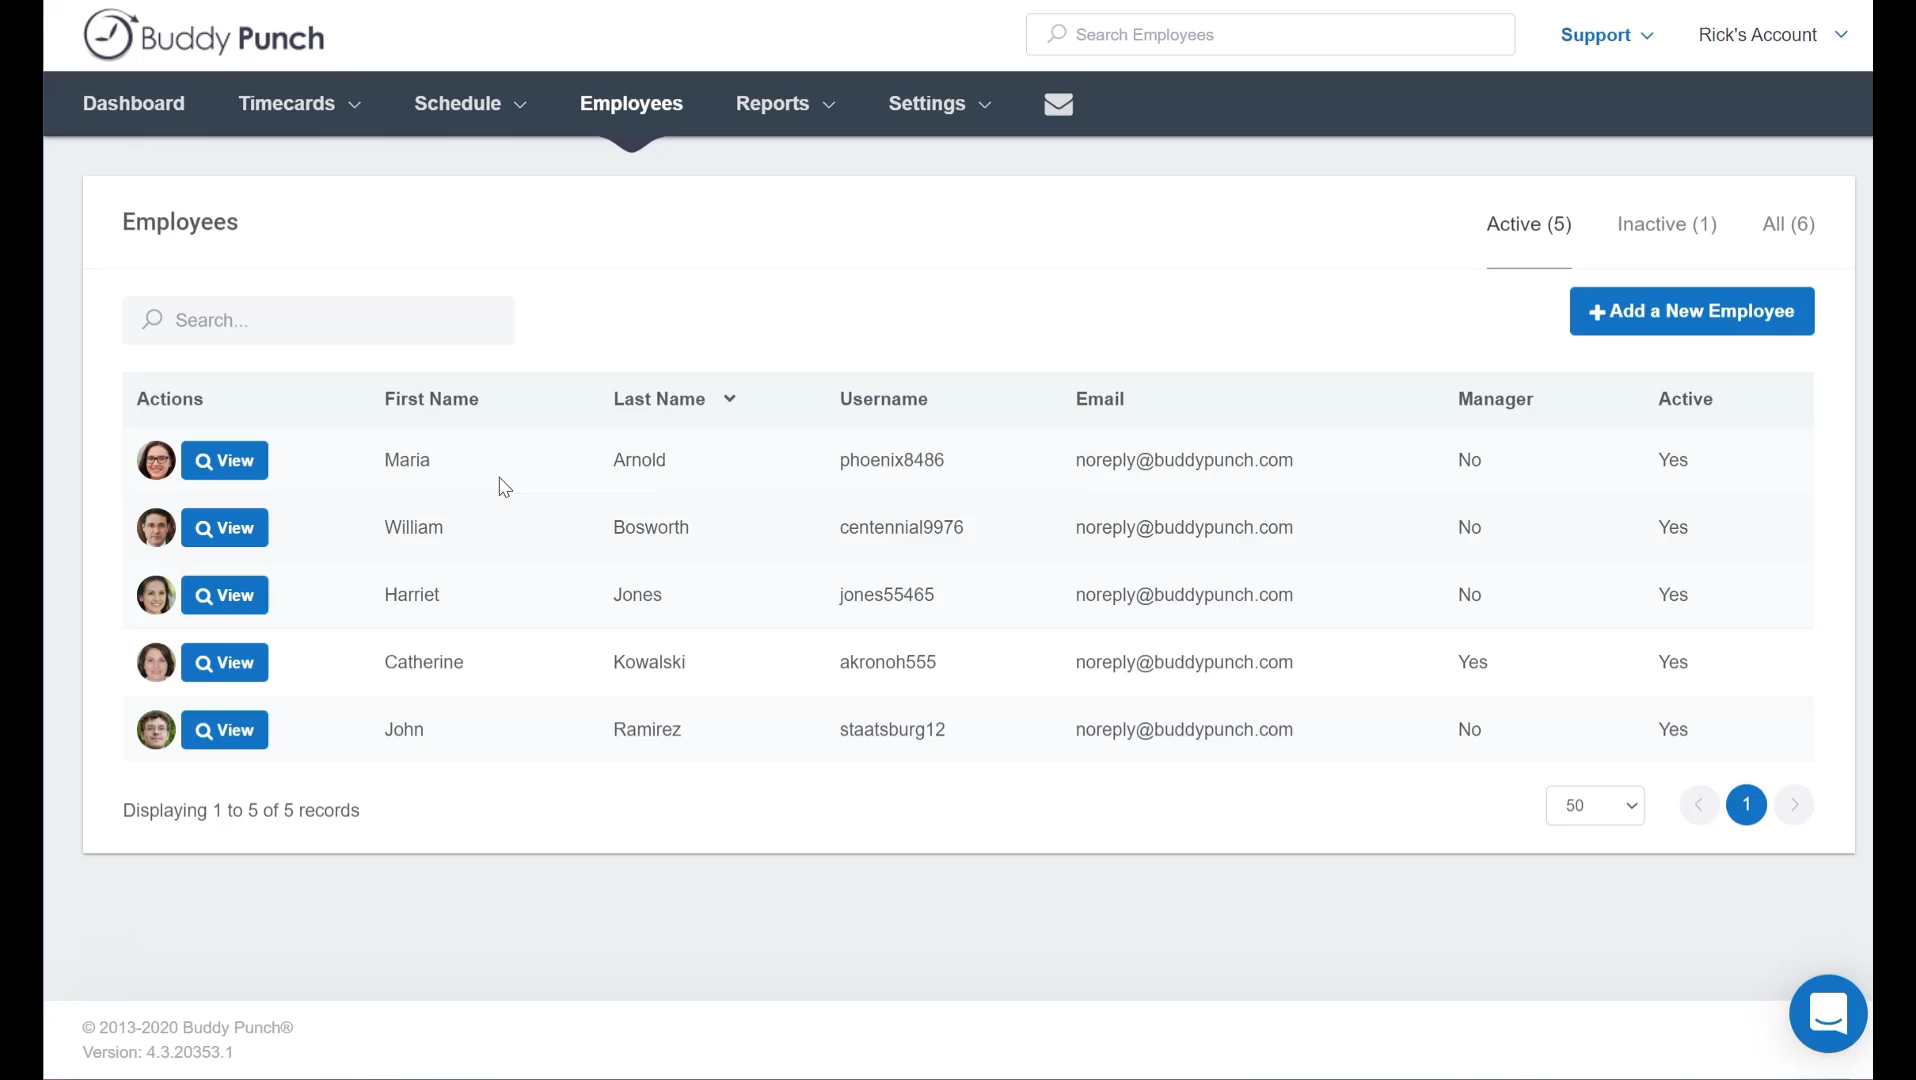 Buddy Punch
Search Employees
Support
Rick's Account
Dashboard
Timecards
Schedule
Employees
Reports
Settings
Employees
Active (5)
Inactive (1)
All (6)
Search...
Add a New Employee
Actions First Name Last Name Username Email Manager Active
View Maria Arnold phoenix8486 noreply@buddypunch.com No Yes
View William Bosworth centennial9976 noreply@buddypunch.com No Yes
View Harriet Jones jones55465 noreply@buddypunch.com No Yes
View Catherine Kowalski akronoh555 noreply@buddypunch.com Yes Yes
View John Ramirez staatsburg12 noreply@buddypunch.com No Yes
Displaying 1 to 5 of 5 records
50
1
© 2013-2020 Buddy Punch®
Version: 4.3.20353.1